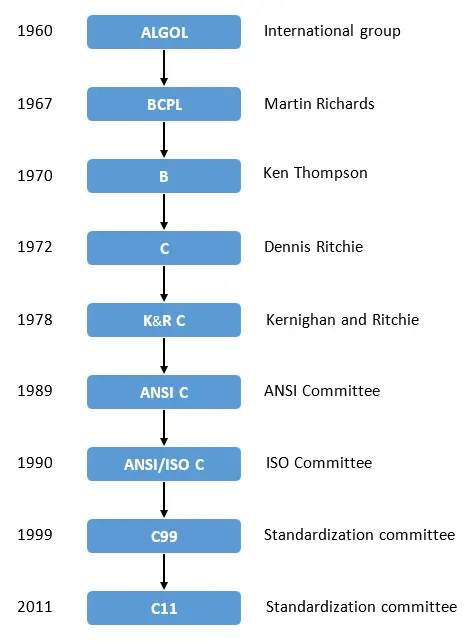 1960 ALGOL International group
1967 BCPL Martin Richards
1970 B Ken Thompson
1972 C Dennis Ritchie
1978 K&R C Kernighan and Ritchie
1989 ANSI C ANSI Committee
1990 ANSI/ISO C ISO Committee
1999 C99 Standardization committee
2011 C11 Standardization committee